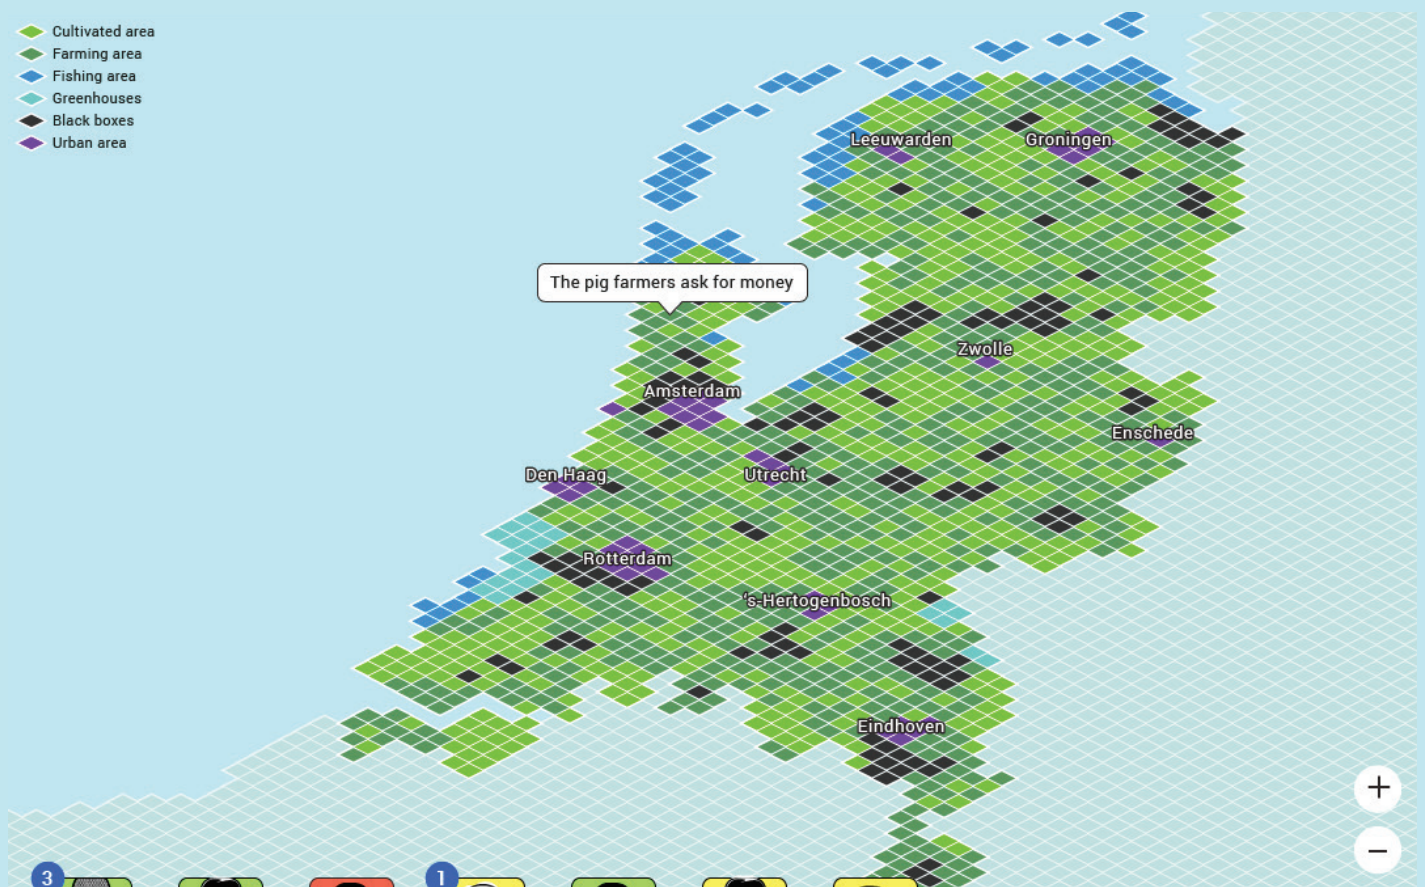 Cultivated area
Farming area
Fishing area
Greenhouses
Black boxes
Urban area
Leeuwarden
Groningen
The pig farmers ask for money
Zwolle
Amsterdam
Enschede
Den Haag
Utrecht
Rotterdam
's-Hertogenbosch
Eindhoven
+
−
3
1